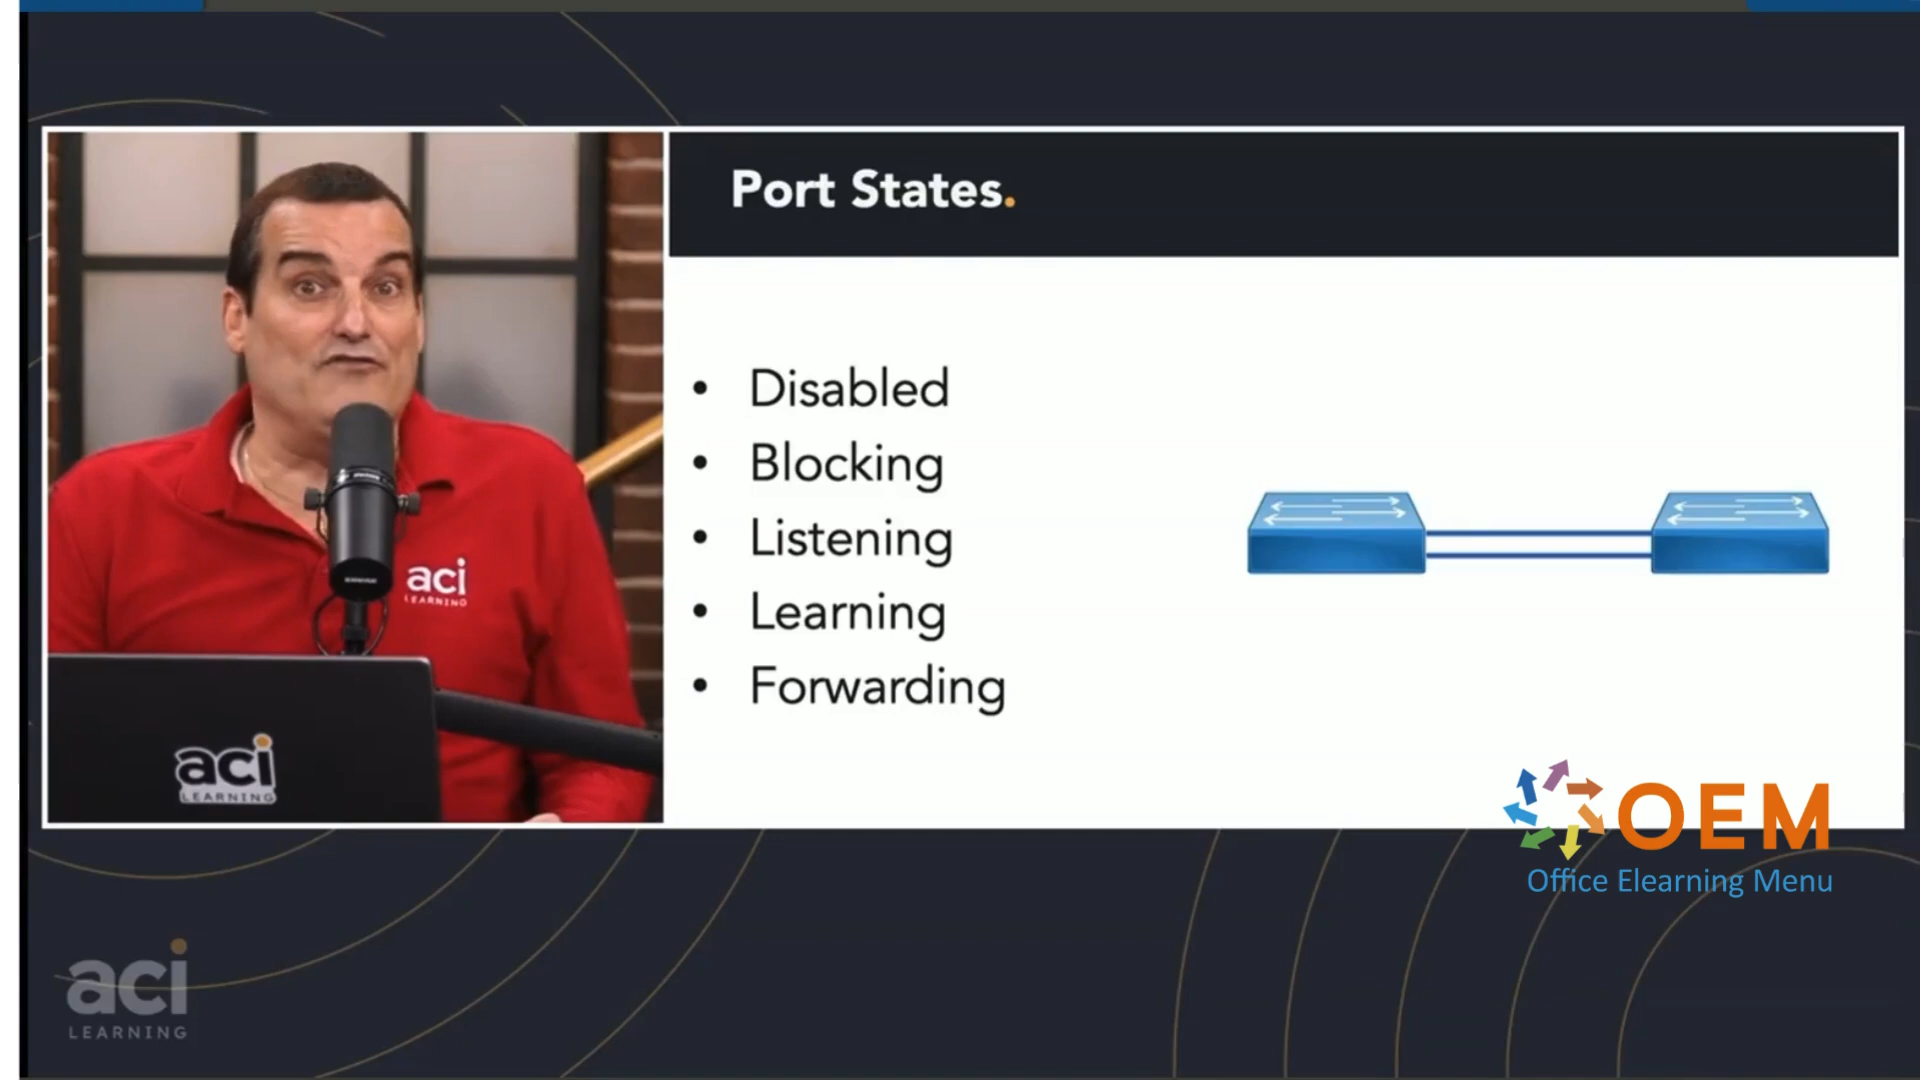 Port States.
• Disabled
• Blocking
• Listening
• Learning
• Forwarding
aci
LEARNING
aci
LEARNING
OEM
Office Elearning Menu
aci
LEARNING